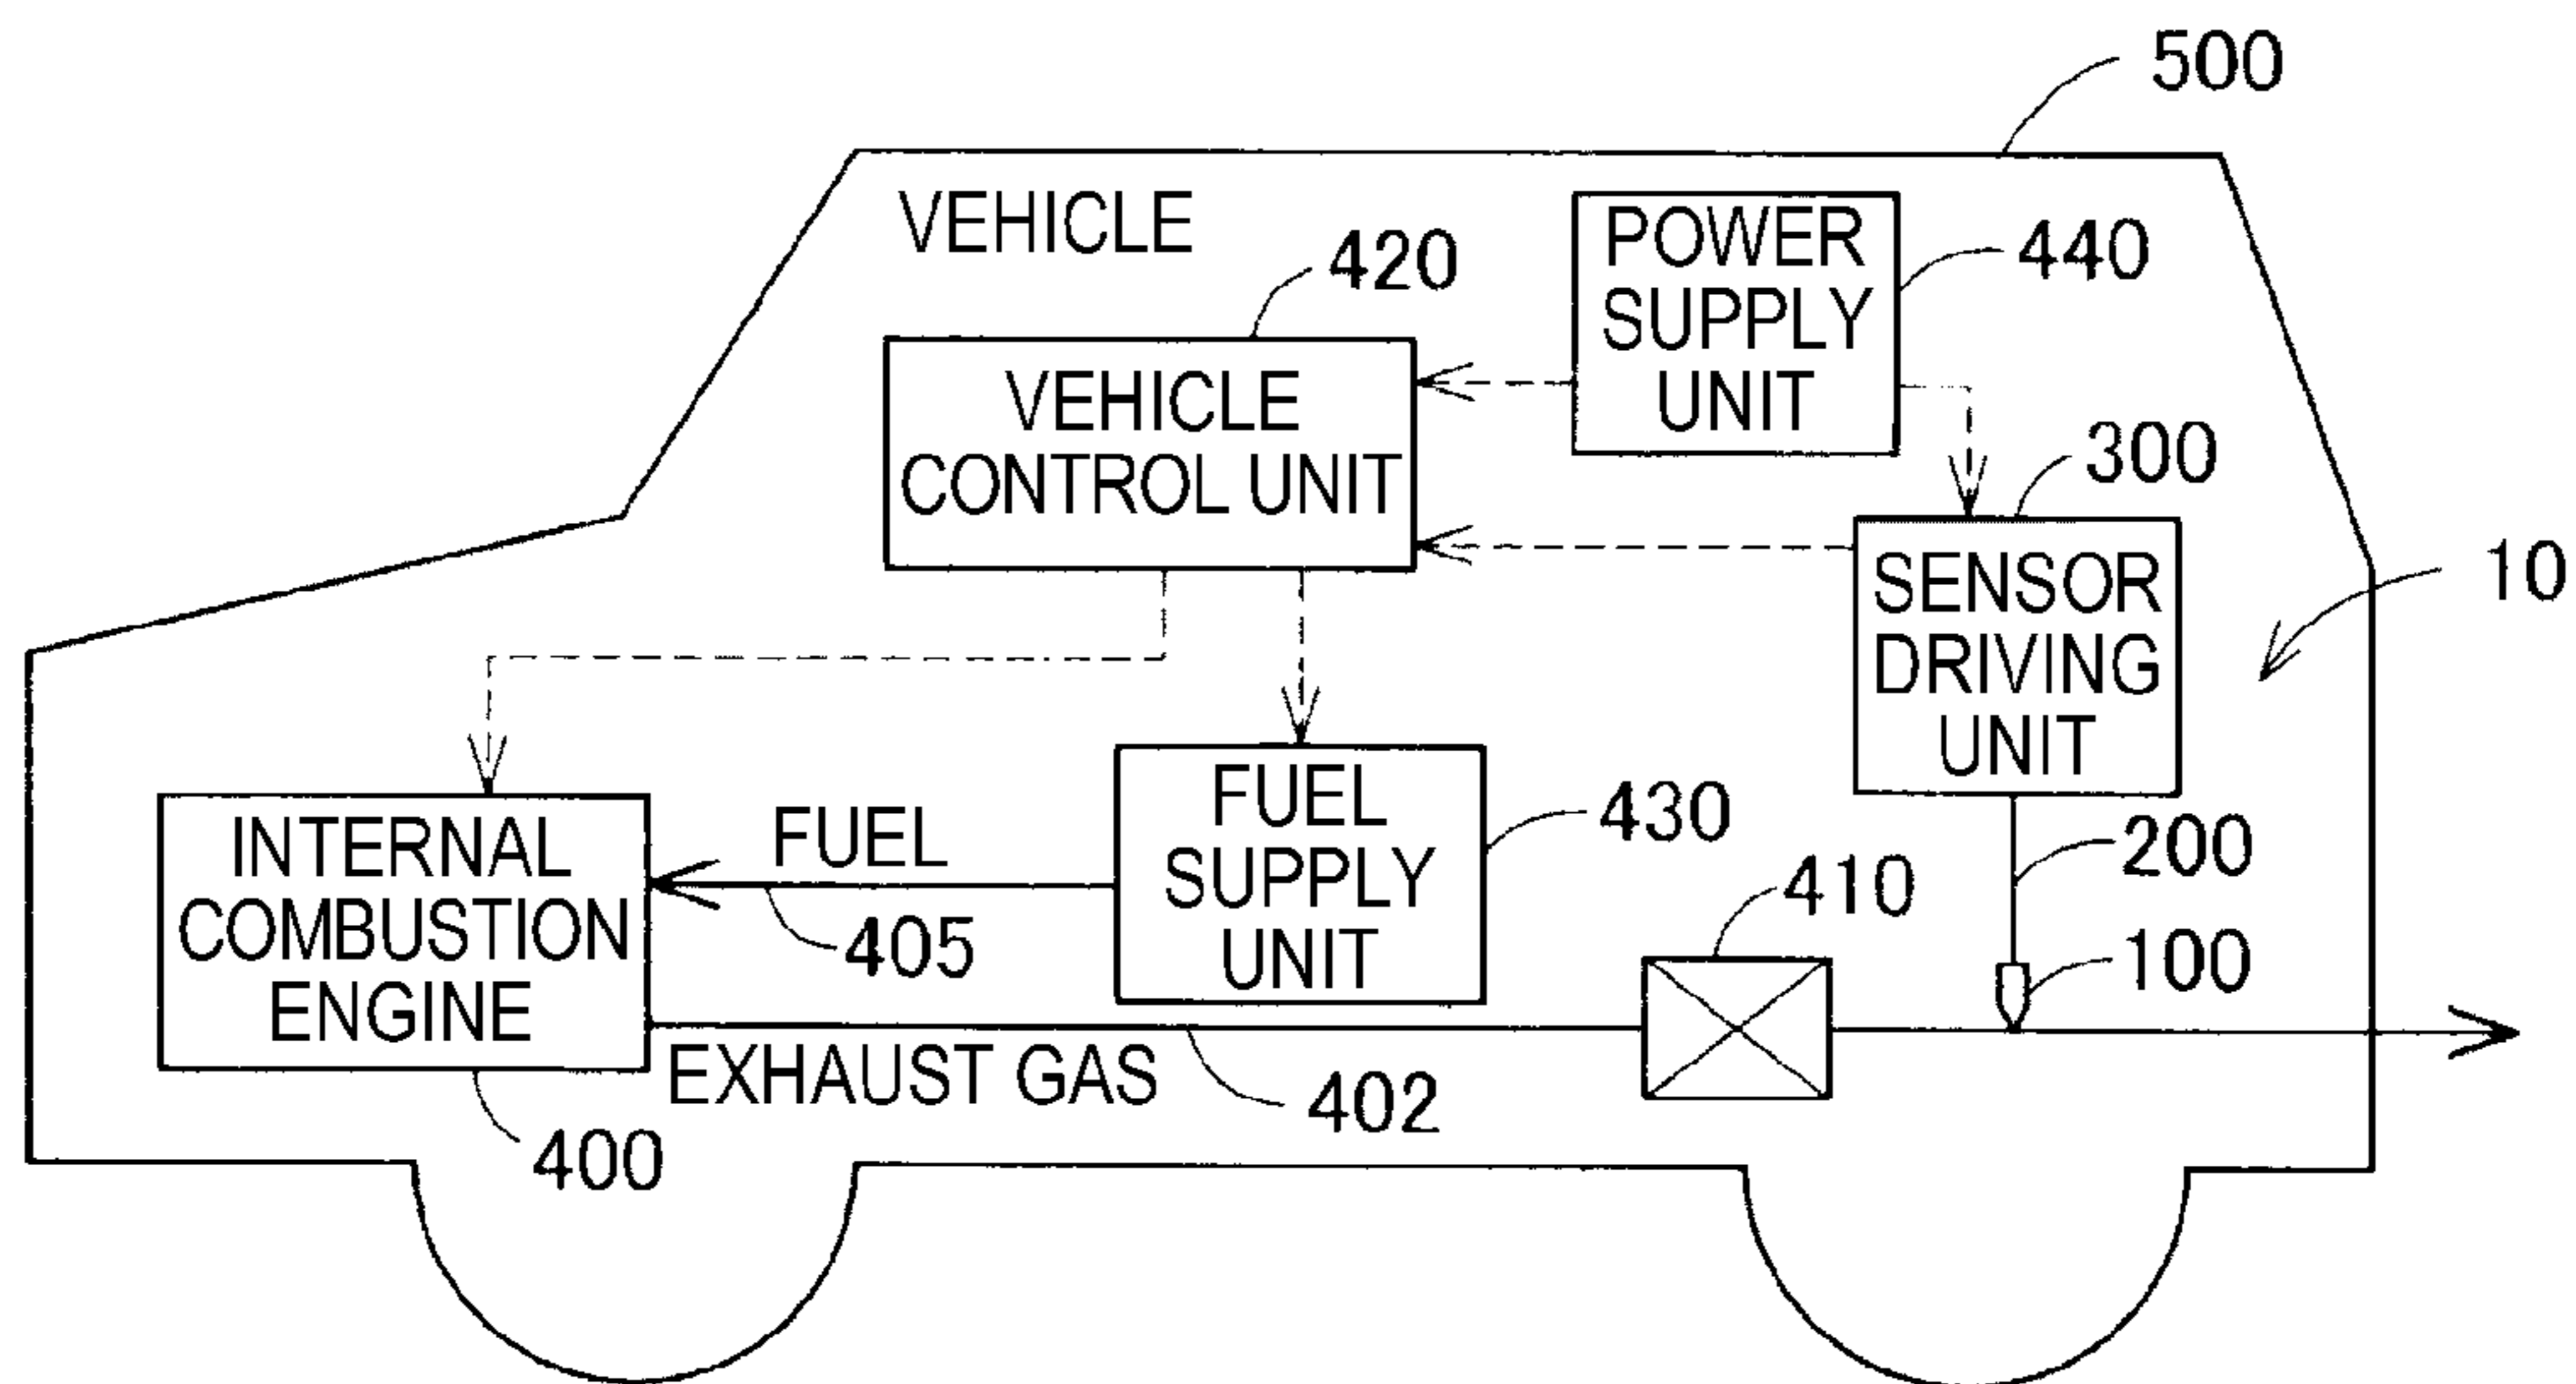 500
VEHICLE
POWER
SUPPLY
UNIT
440
420
VEHICLE
CONTROL UNIT
300
SENSOR
DRIVING
UNIT
10
INTERNAL
COMBUSTION
ENGINE
FUEL
405
FUEL
SUPPLY
UNIT
430
410
200
100
EXHAUST GAS
402
400